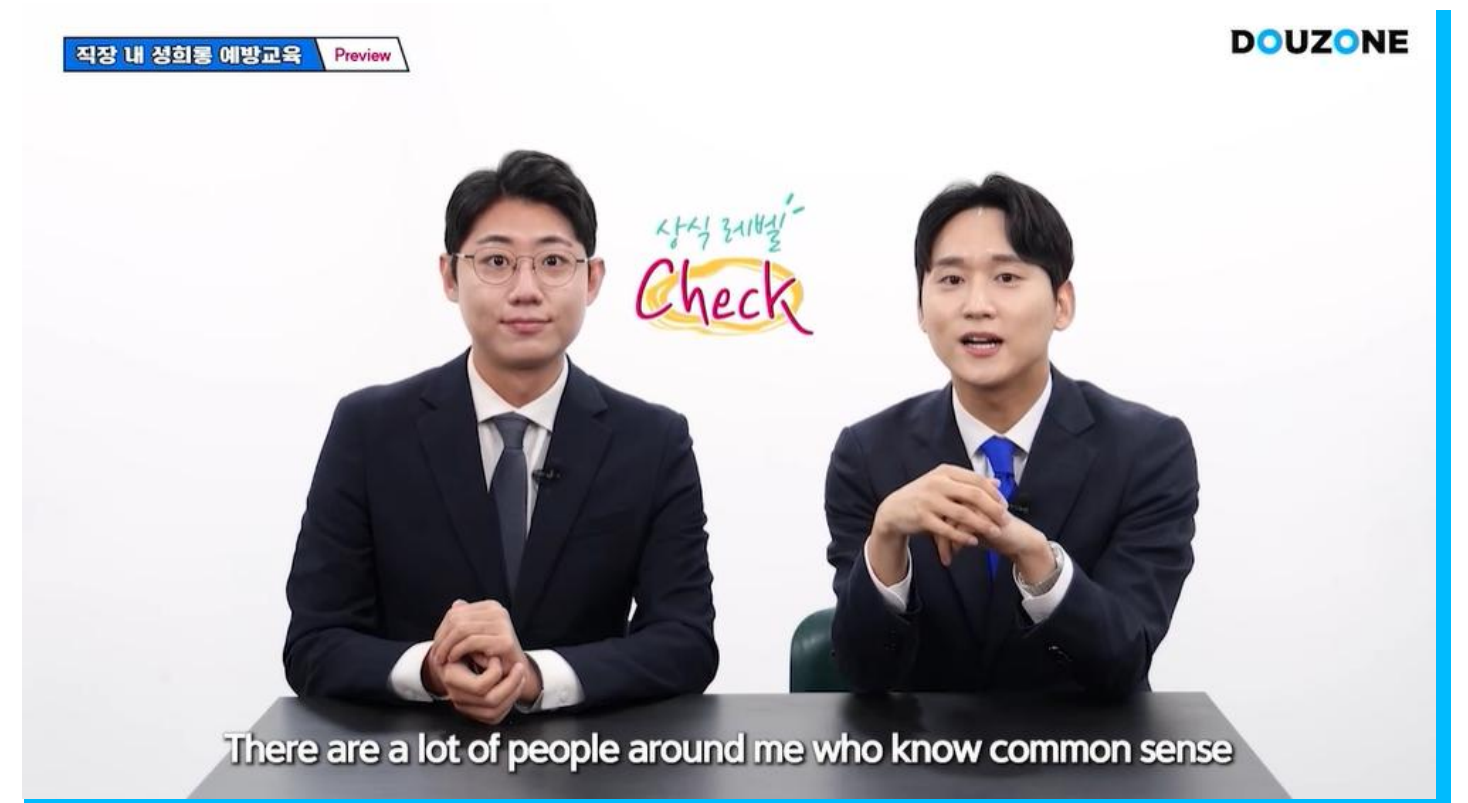 직장 내 성희롱 예방교육 Preview
DOUZONE
상식 레벨
Check
There are a lot of people around me who know common sense